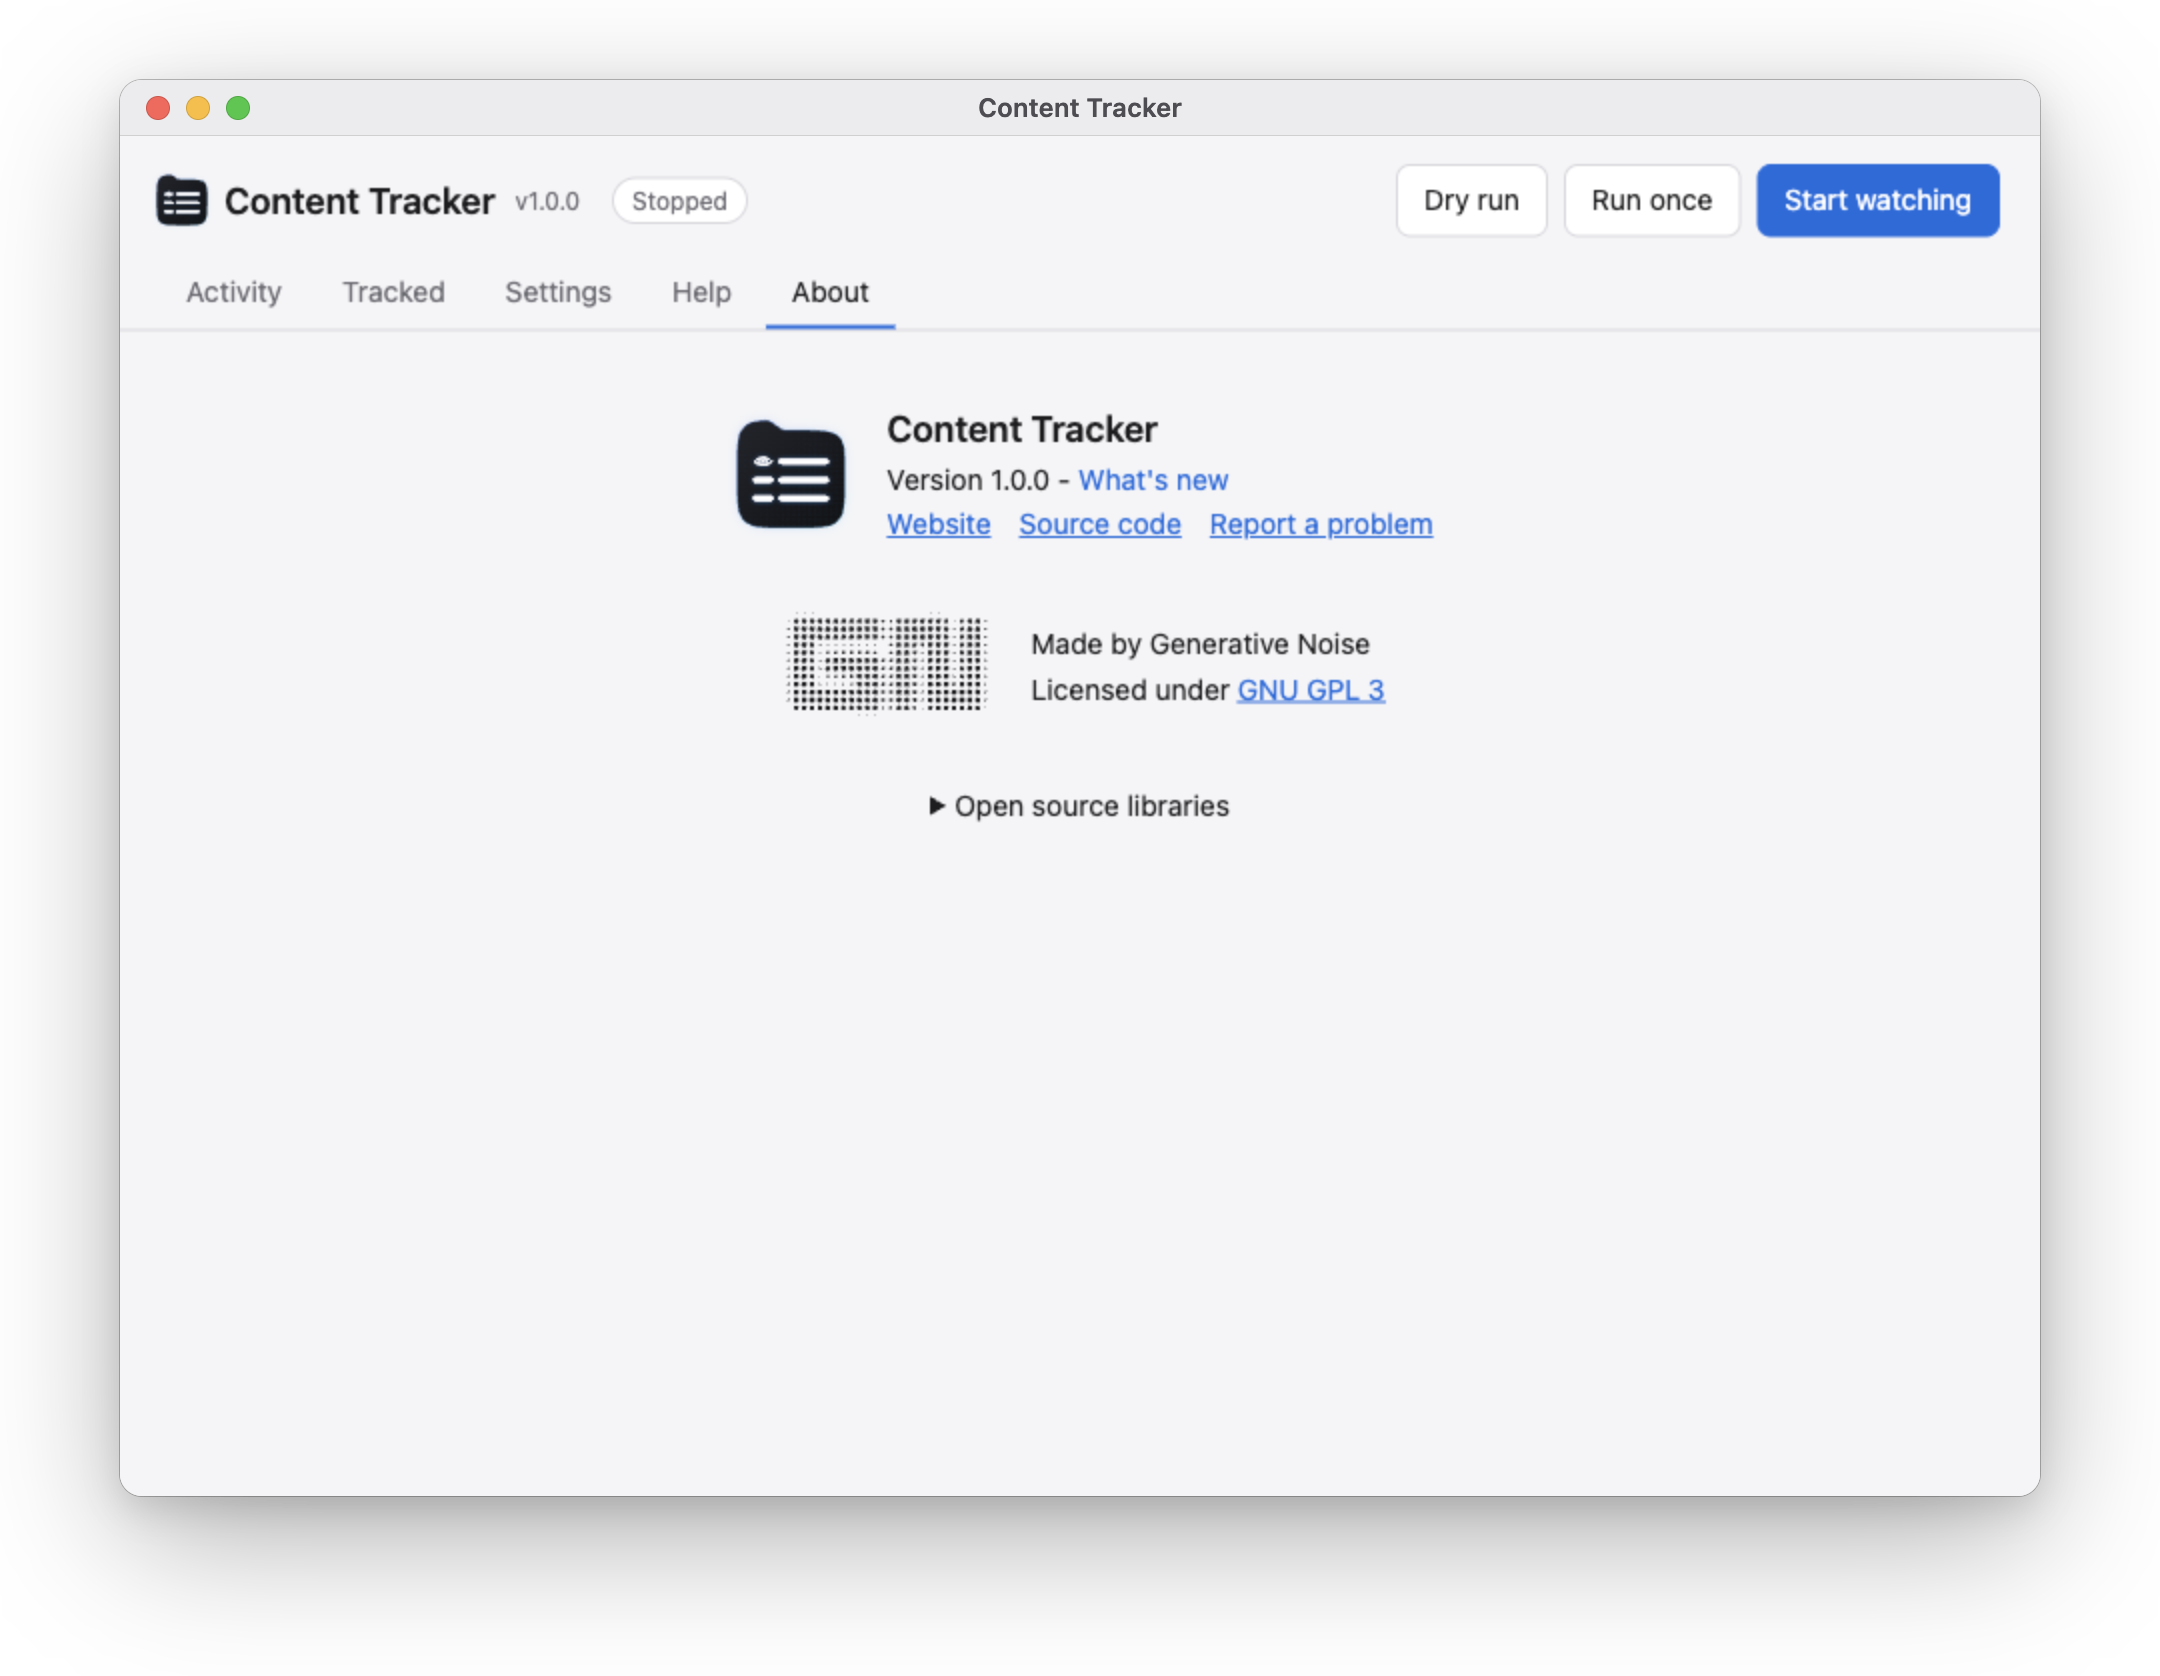 Content Tracker
Content Tracker v1.0.0 Stopped Dry run Run once Start watching
Activity Tracked Settings Help About
Content Tracker
Version 1.0.0 - What's new
Website Source code Report a problem
GN
Made by Generative Noise
Licensed under GNU GPL 3
Open source libraries